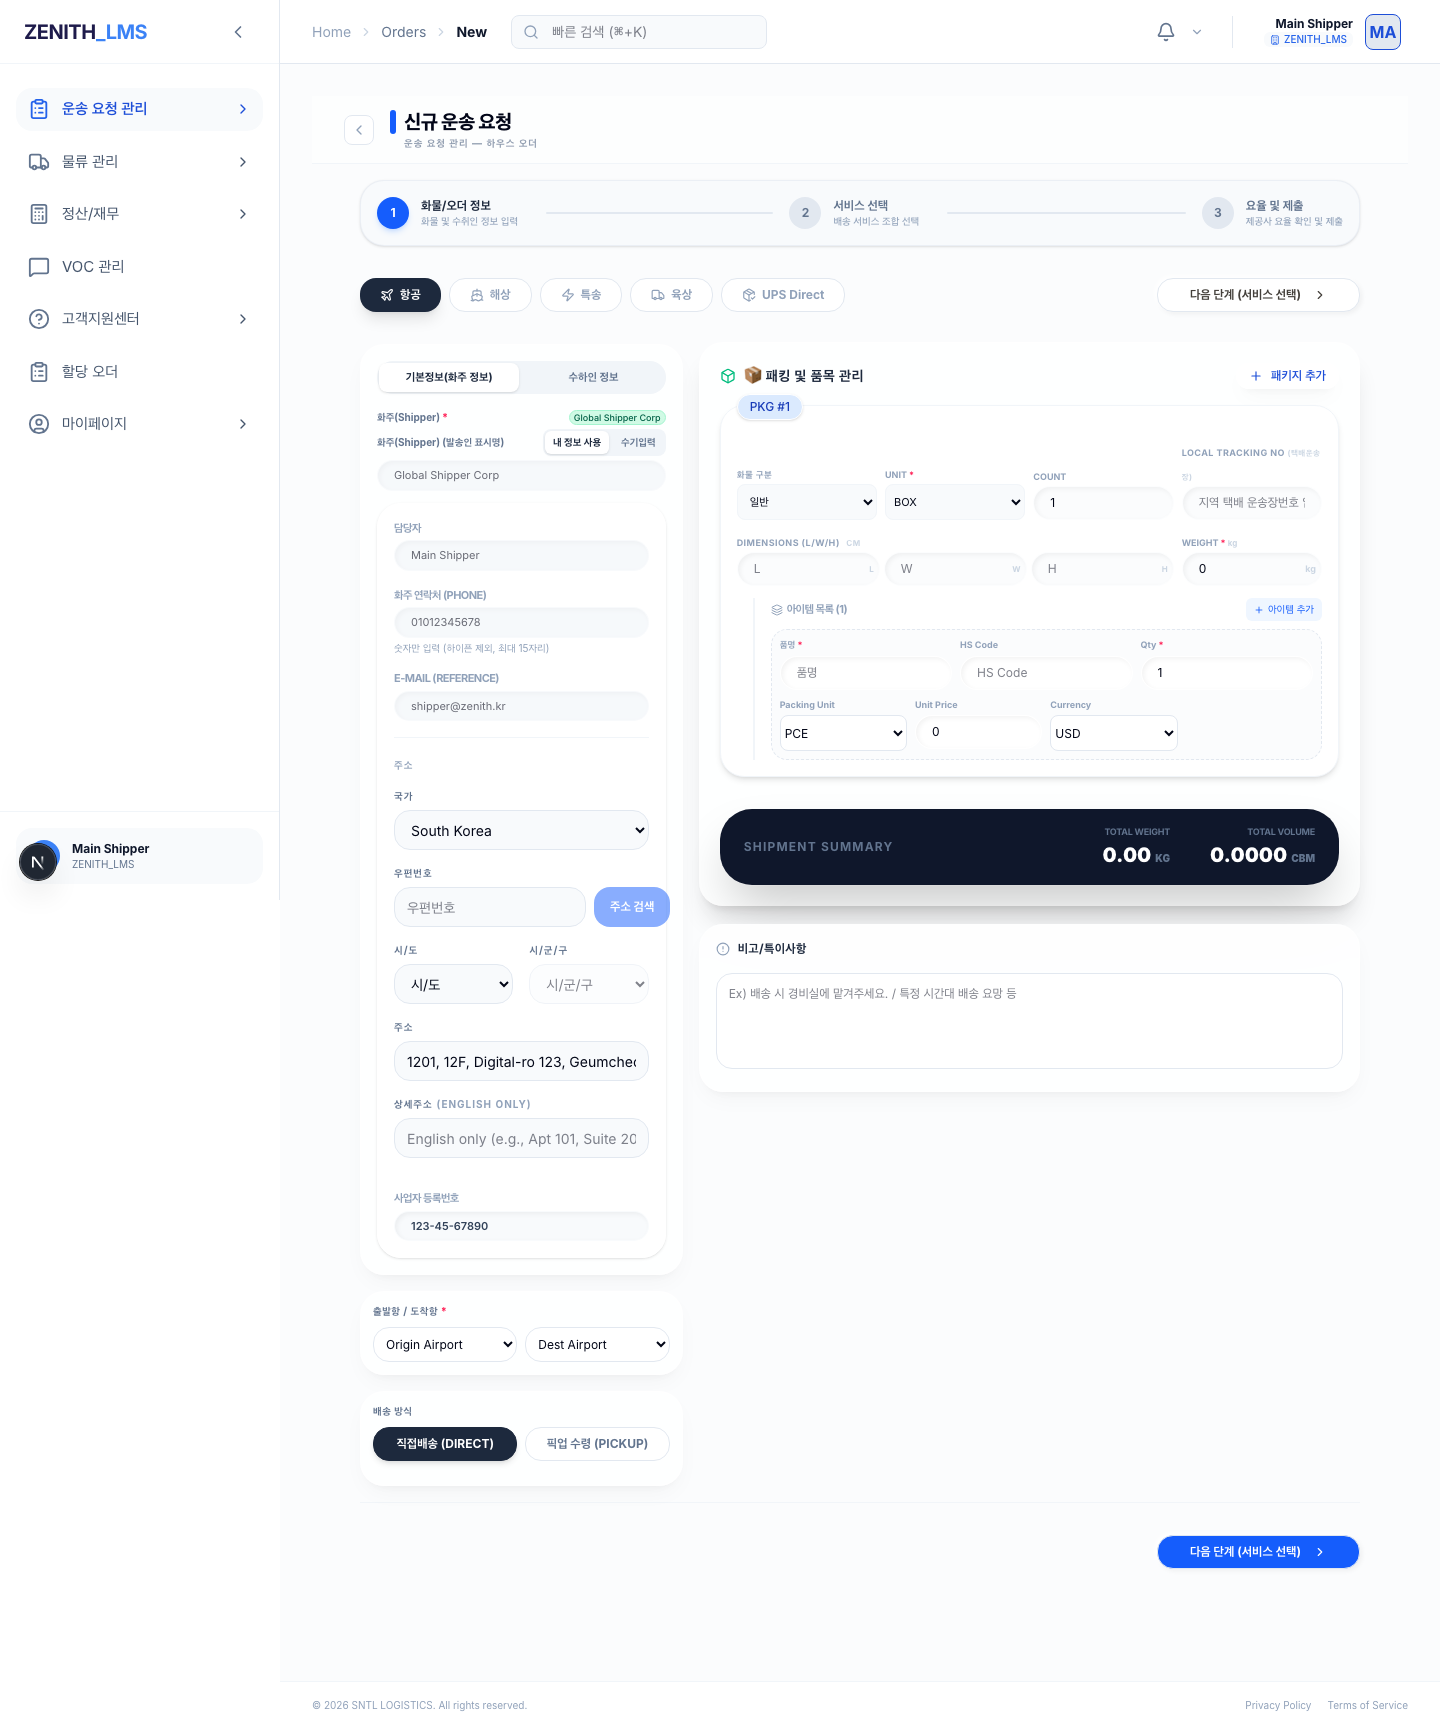 ZENITH_LMS
Home > Orders > New
빠른 검색 (⌘+K)
Main Shipper
ZENITH_LMS
MA
운송 요청 관리
물류 관리
정산/재무
VOC 관리
고객지원센터
할당 오더
마이페이지
N
Main Shipper
ZENITH_LMS
신규 운송 요청
운송 요청 관리 — 하우스 오더
1
화물/오더 정보
화물 및 수취인 정보 입력
2
서비스 선택
배송 서비스 조합 선택
3
요율 및 제출
제공사 요율 확인 및 제출
항공
해상
특송
육상
UPS Direct
다음 단계 (서비스 선택)
기본정보(화주 정보)
수하인 정보
화주(Shipper) *
Global Shipper Corp
화주(Shipper) (발송인 표시명)
내 정보 사용
수기입력
Global Shipper Corp
담당자
Main Shipper
화주 연락처 (PHONE)
01012345678
숫자만 입력 (하이픈 제외, 최대 15자리)
E-MAIL (REFERENCE)
shipper@zenith.kr
주소
국가
South Korea
우편번호
우편번호
주소 검색
시/도
시/군/구
시/도
시/군/구
주소
1201, 12F, Digital-ro 123, Geumchec
상세주소 (ENGLISH ONLY)
English only (e.g., Apt 101, Suite 20
사업자 등록번호
123-45-67890
출발항 / 도착항 *
Origin Airport
Dest Airport
배송 방식
직접배송 (DIRECT)
픽업 수령 (PICKUP)
📦 패킹 및 품목 관리
패키지 추가
PKG #1
화물 구분
일반
UNIT *
BOX
COUNT
1
LOCAL TRACKING NO (택배운송
장)
지역 택배 운송장번호
DIMENSIONS (L/W/H) CM
L
L
W
W
H
H
WEIGHT * kg
0
kg
아이템 목록 (1)
아이템 추가
품명 *
HS Code
Qty *
품명
HS Code
1
Packing Unit
Unit Price
Currency
PCE
0
USD
SHIPMENT SUMMARY
TOTAL WEIGHT
0.00 KG
TOTAL VOLUME
0.0000 CBM
비고/특이사항
Ex) 배송 시 경비실에 맡겨주세요. / 특정 시간대 배송 요망 등
다음 단계 (서비스 선택)
© 2026 SNTL LOGISTICS. All rights reserved.
Privacy Policy
Terms of Service